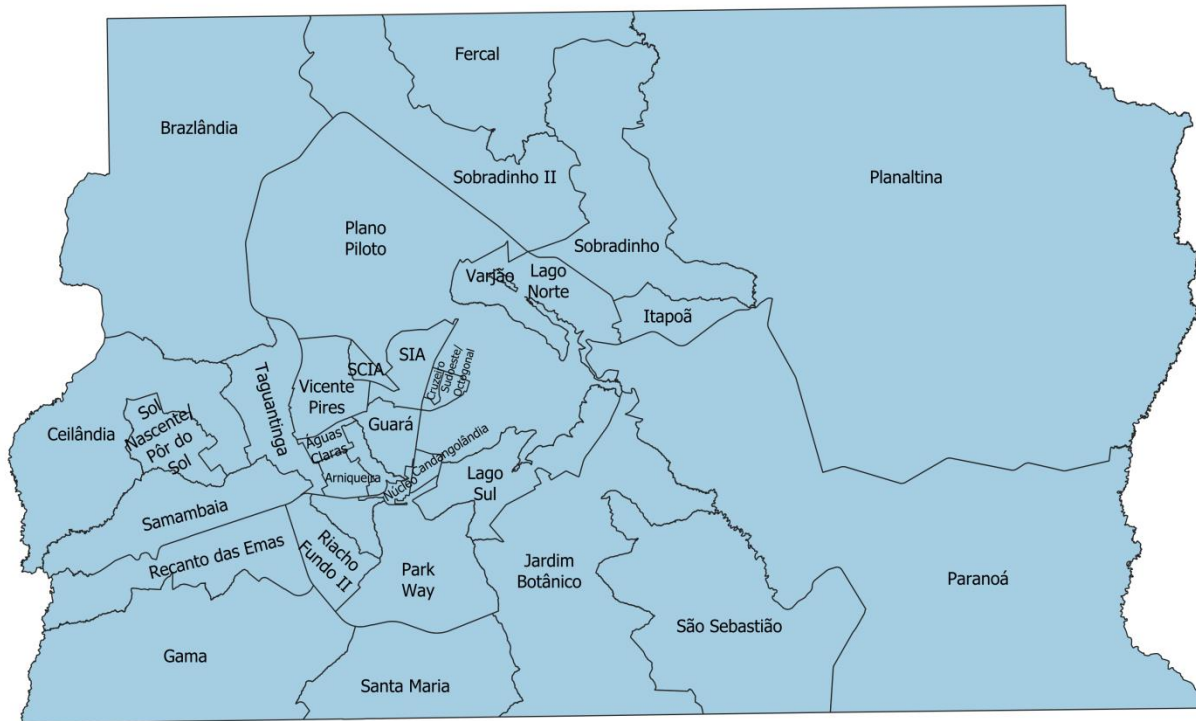 Fercal
Brazlândia
Sobradinho II
Planaltina
Plano
Piloto
Sobradinho
Varjão
Lago
Norte
Itapoã
SIA
SCIA
Cruzeiro
Sudoeste/
Octogonal
Vicente
Pires
Taguantinga
Guará
Sol
Nascente/
Pôr do
Sol
Ceilândia
Águas
Claras
Arniqueira
Candangolândia
Núcleo
Lago
Sul
Samambaia
Recanto das Emas
Riacho
Fundo II
Park
Way
Jardim
Botânico
Paranoá
São Sebastião
Gama
Santa Maria